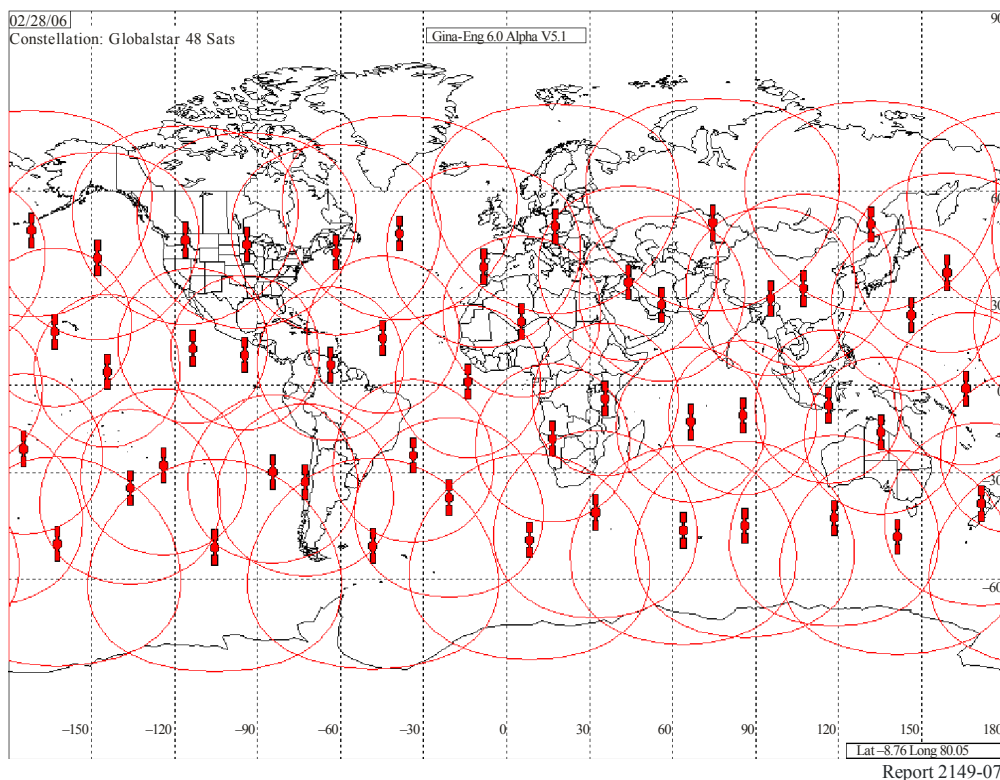 02/28/06
90
Constellation: Globalstar 48 Sats
Gina-Eng 6.0 Alpha V5.1
60
30
–30
–60
–150 –120 –90 –60 –30 0 30 60 90 120 150 180
Lat –8.76 Long 80.05
Report 2149-07